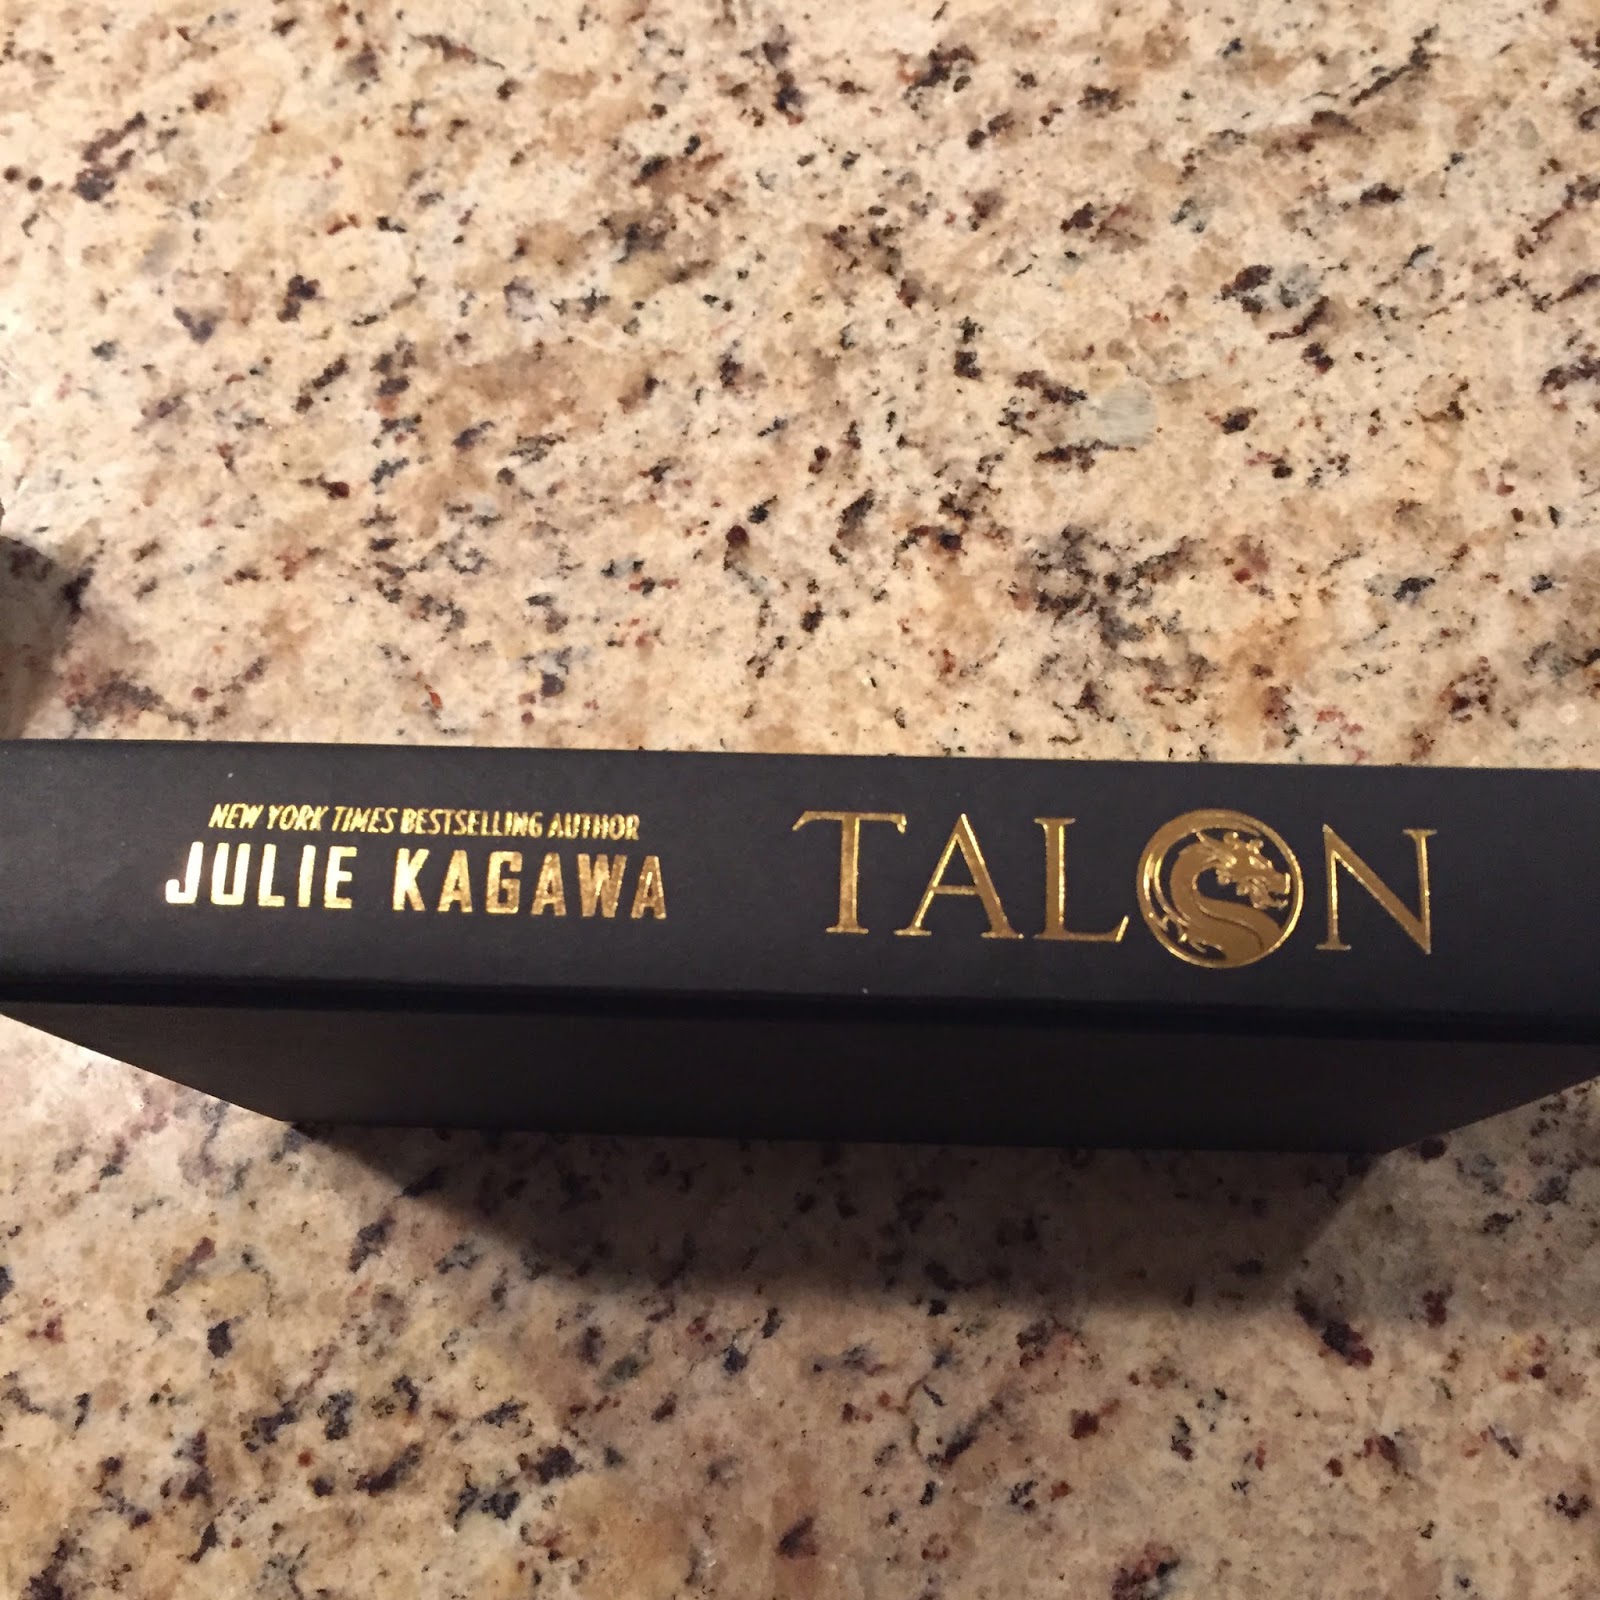 NEW YORK TIMES BESTSELLING AUTHOR
JULIE KAGAWA
TALON